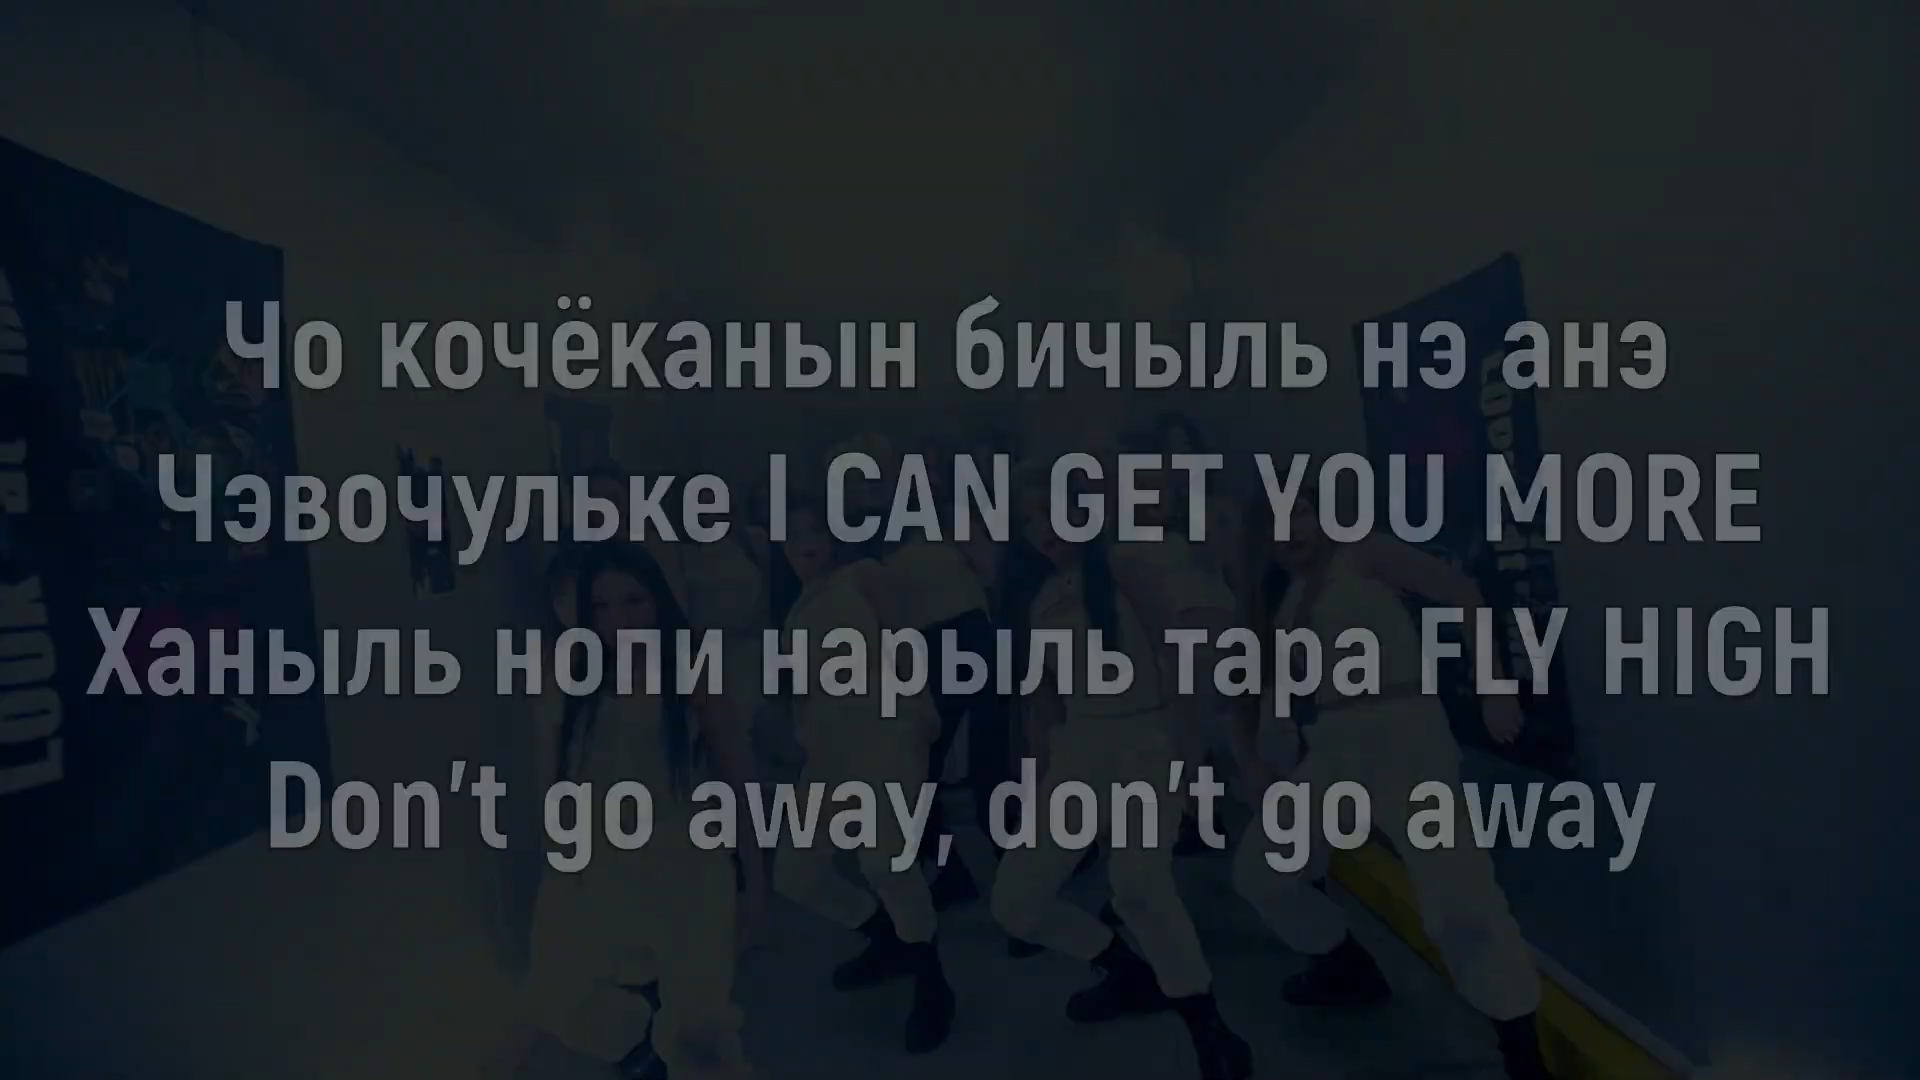 Чо кочёканын бичыль нэ анэ
Чэвочульке I CAN GET YOU MORE
Ханыль нопи нарыль тара FLY HIGH
Don't go away, don't go away
LOOK